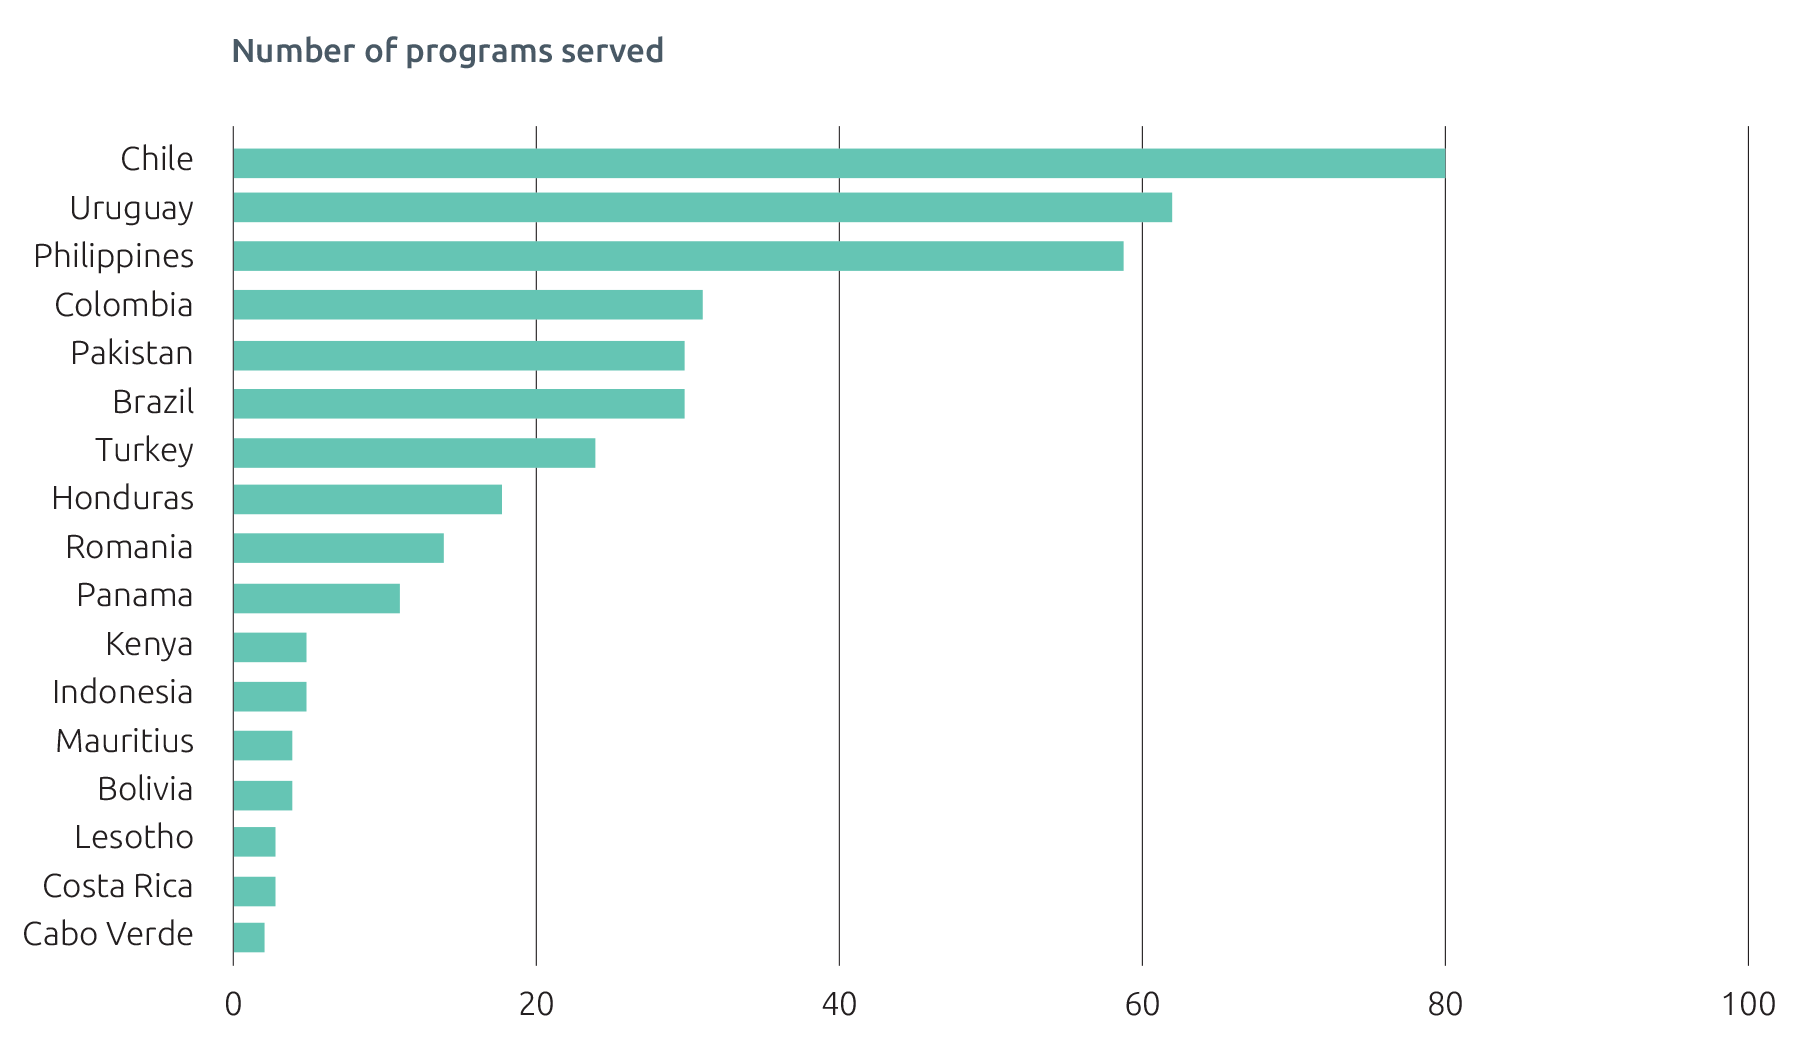 Number of programs served
Chile
Uruguay
Philippines
Colombia
Pakistan
Brazil
Turkey
Honduras
Romania
Panama
Kenya
Indonesia
Mauritius
Bolivia
Lesotho
Costa Rica
Cabo Verde
0 20 40 60 80 100